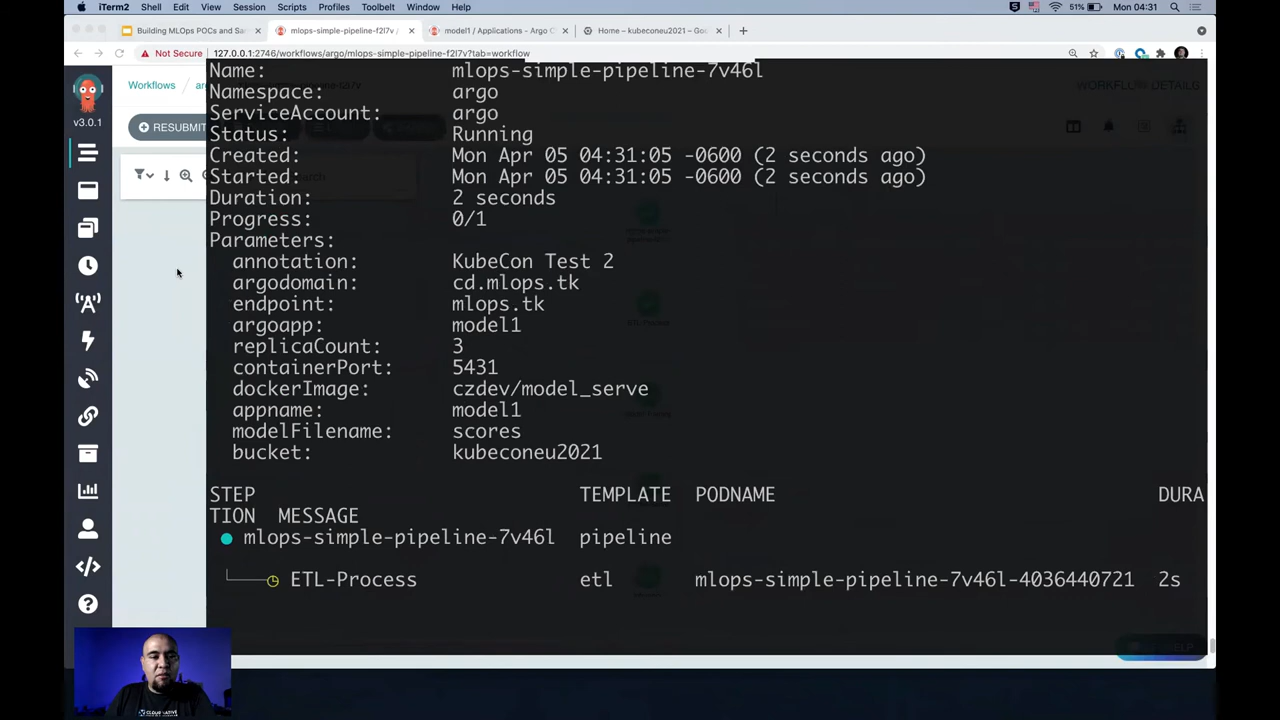 iTerm2 Shell Edit View Session Scripts Profiles Toolbelt Window Help 51% Mon 04:31
Building MLOps POCs and Sa mlops-simple-pipeline-f2l7v / model1 / Applications - Argo C Home – kubeconeu2021 – Go
Not Secure 127.0.0.1:2746/workflows/argo/mlops-simple-pipeline-f2l7v?tab=workflow
Workflows
WORKFLOW DETAILS
v3.0.1
RESUBMIT
Name: mlops-simple-pipeline-7v46l
Namespace: argo
ServiceAccount: argo
Status: Running
Created: Mon Apr 05 04:31:05 -0600 (2 seconds ago)
Started: Mon Apr 05 04:31:05 -0600 (2 seconds ago)
Duration: 2 seconds
Progress: 0/1
Parameters:
annotation: KubeCon Test 2
argodomain: cd.mlops.tk
endpoint: mlops.tk
argoapp: model1
replicaCount: 3
containerPort: 5431
dockerImage: czdev/model_serve
appname: model1
modelFilename: scores
bucket: kubeconeu2021
STEP TEMPLATE PODNAME DURA
TION MESSAGE
mlops-simple-pipeline-7v46l pipeline
ETL-Process etl mlops-simple-pipeline-7v46l-4036440721 2s
HELP
CLOUD NATIVE